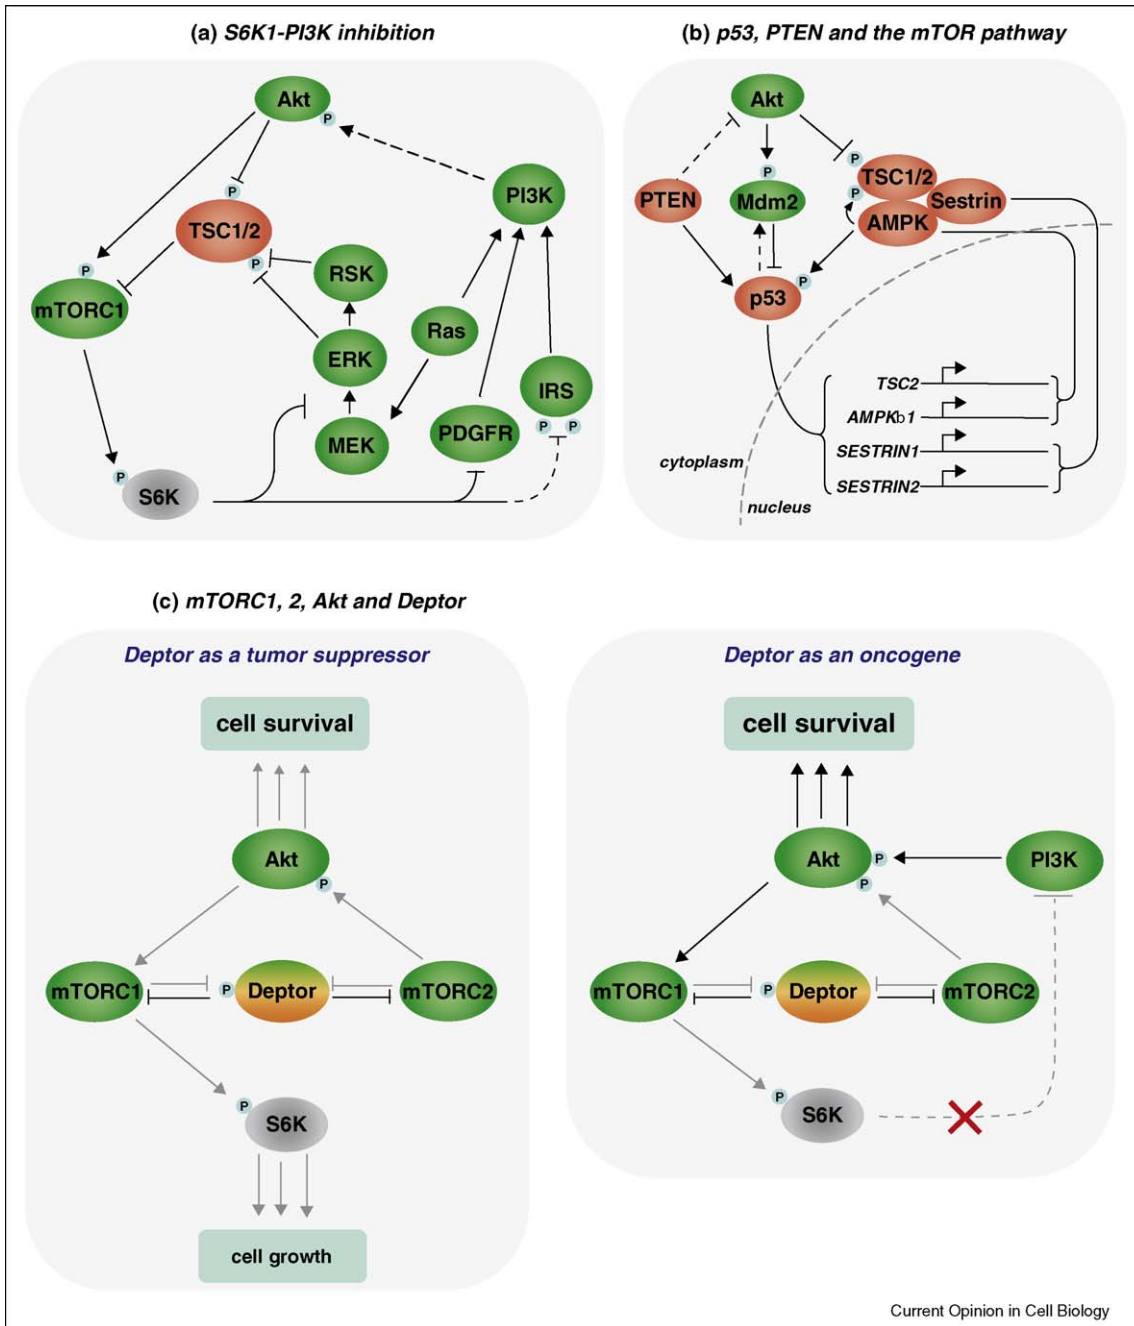 (a) S6K1-PI3K inhibition
Akt
P
PI3K
P
TSC1/2
P
RSK
P
mTORC1
Ras
ERK
IRS
P P
MEK
PDGFR
P
S6K
(b) p53, PTEN and the mTOR pathway
Akt
P
P
TSC1/2
P
PTEN
Mdm2
Sestrin
AMPK
P
p53
TSC2
AMPKb1
SESTRIN1
SESTRIN2
cytoplasm
nucleus
(c) mTORC1, 2, Akt and Deptor
Deptor as a tumor suppressor
cell survival
Akt
P
mTORC1
P
Deptor
mTORC2
P
S6K
cell growth
Deptor as an oncogene
cell survival
Akt
P
PI3K
P
mTORC1
P
Deptor
mTORC2
P
S6K
Current Opinion in Cell Biology